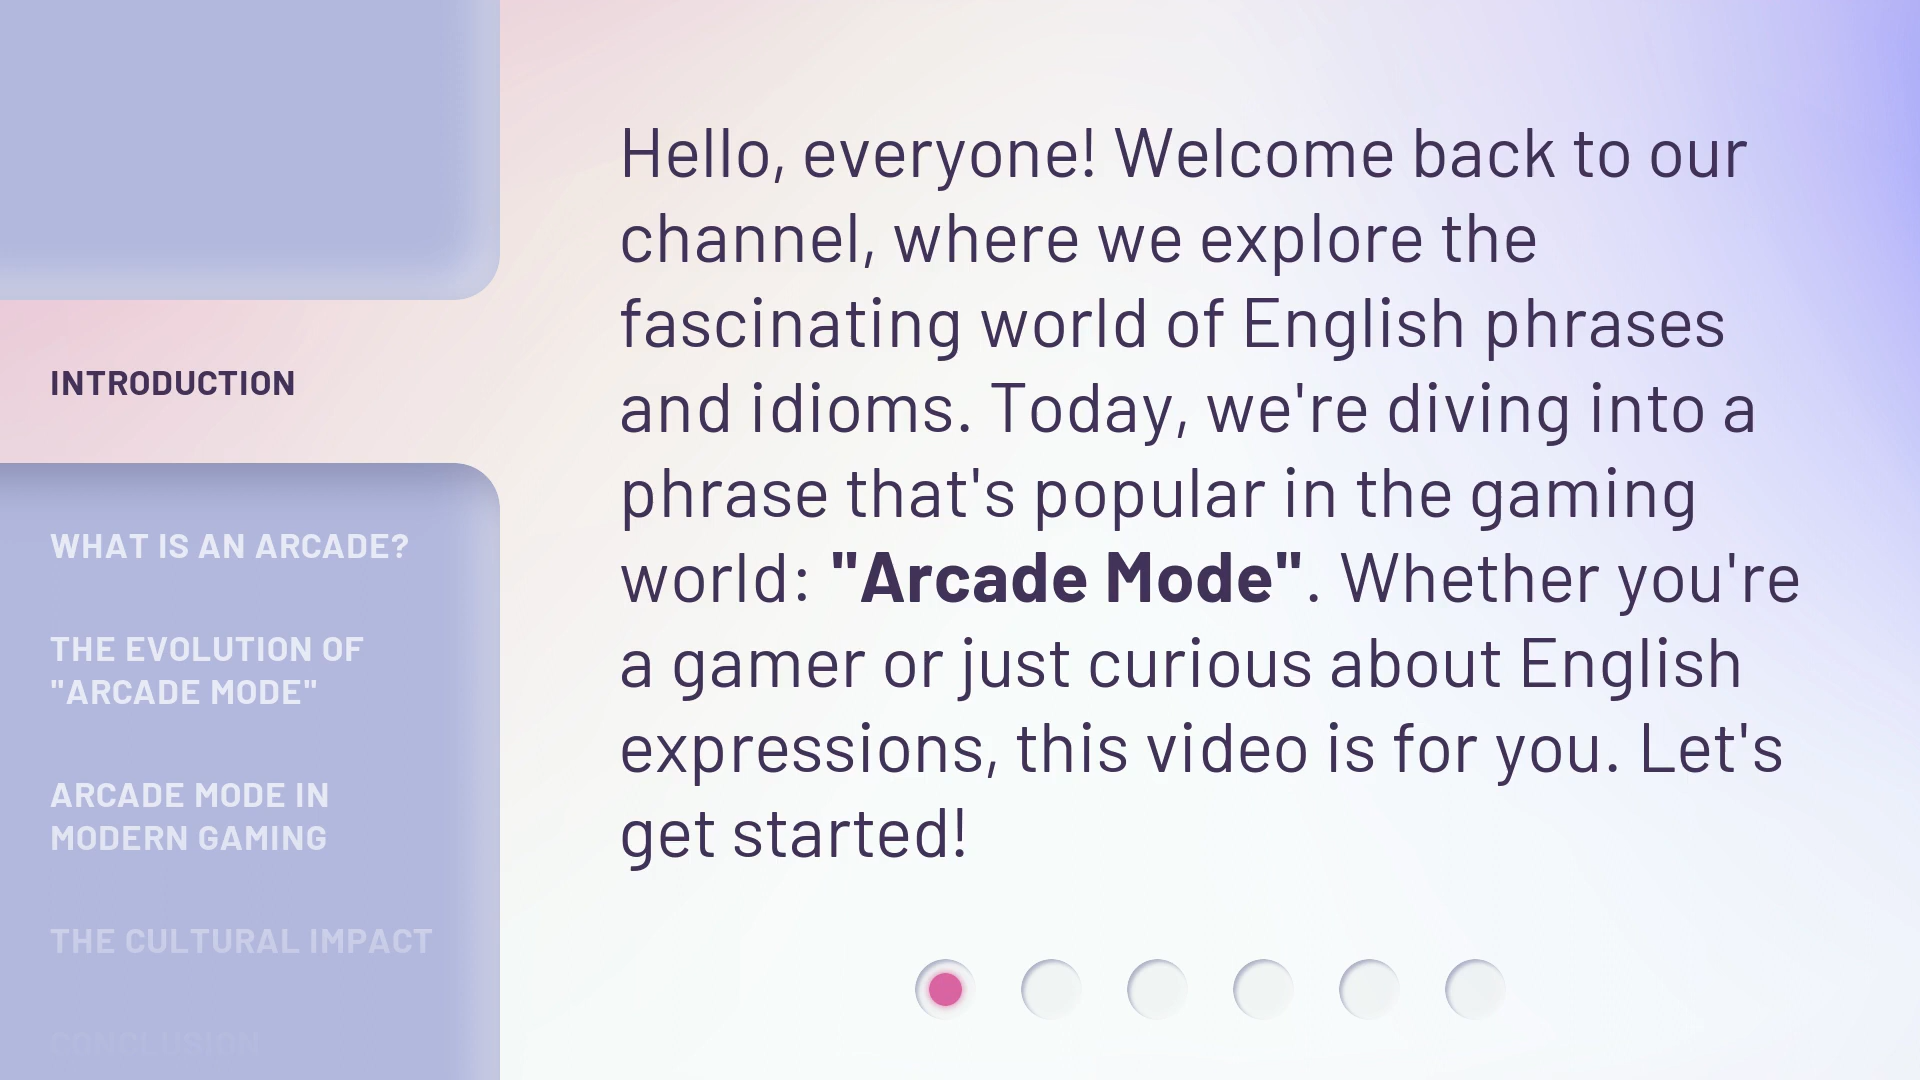 INTRODUCTION
WHAT IS AN ARCADE?
THE EVOLUTION OF
"ARCADE MODE"
ARCADE MODE IN
MODERN GAMING
THE CULTURAL IMPACT
CONCLUSION
Hello, everyone! Welcome back to our
channel, where we explore the
fascinating world of English phrases
and idioms. Today, we're diving into a
phrase that's popular in the gaming
world: "Arcade Mode". Whether you're
a gamer or just curious about English
expressions, this video is for you. Let's
get started!